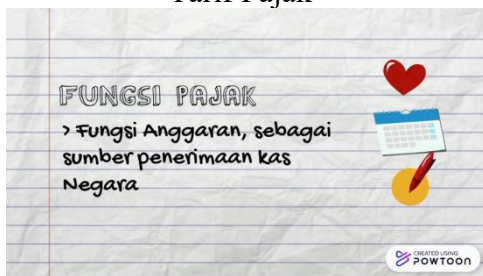 Tarif Pajak
FUNGSI PAJAK
> Fungsi Anggaran, sebagai
sumber penerimaan kas
Negara
CREATED USING
POWTOON